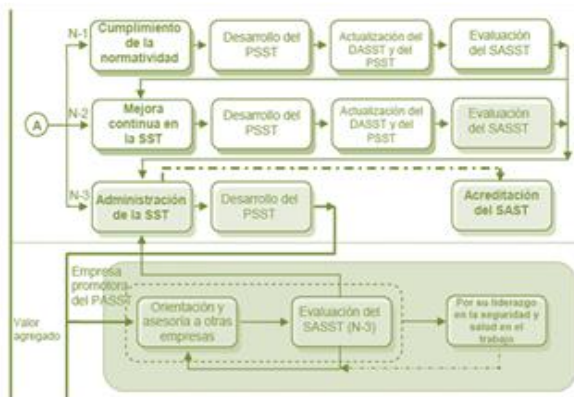 N-1
Cumplimiento
de la
normatividad
Desarrollo del
PSST
Actualización del
DASST y del
PSST
Evaluación
del SASST
A
N-2
Mejora
continua en
la SST
Desarrollo del
PSST
Actualización del
DASST y del
PSST
Evaluación
del SASST
N-3
Administración
de la SST
Desarrollo del
PSST
Acreditación
del SAST
Valor
agregado
Empresa
promotora
del PASST
Orientación y
asesoría a otras
empresas
Evaluación del
SASST (N-3)
Por su liderazgo
en la seguridad y
salud en el
trabajo